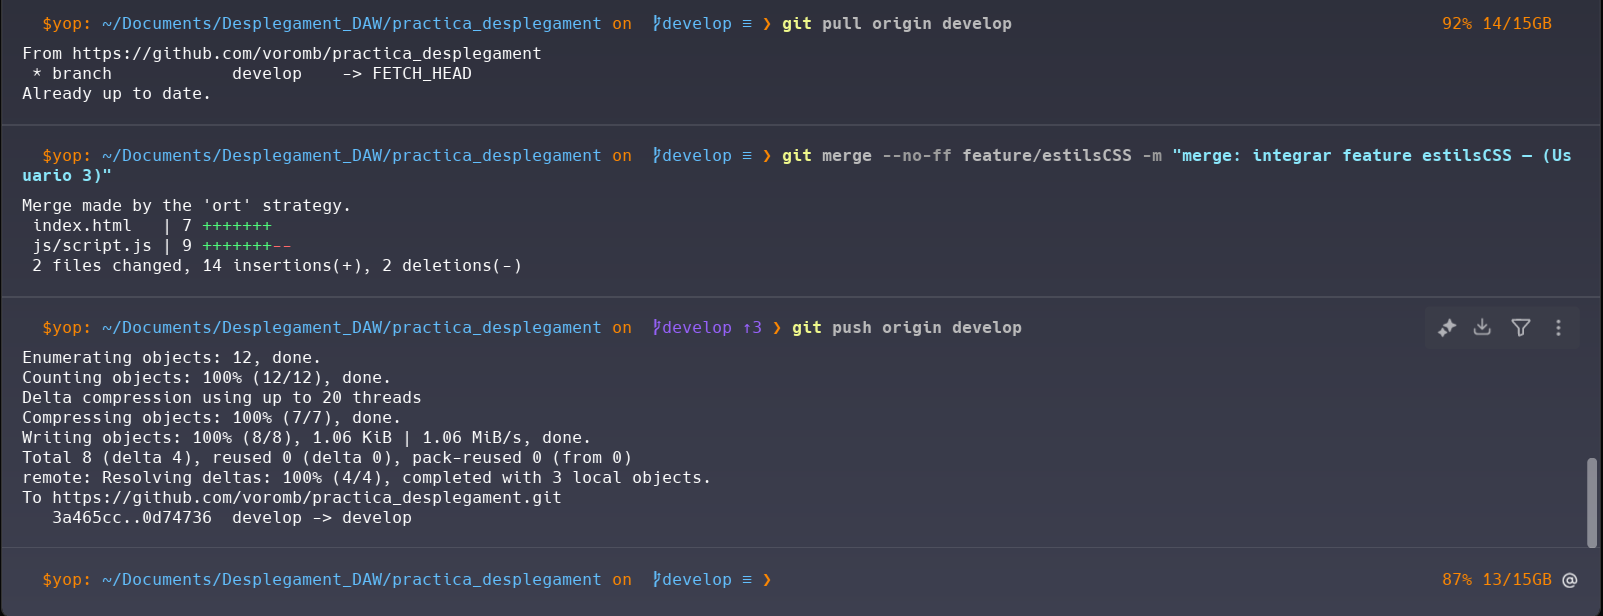 $yop: ~/Documents/Desplegament_DAW/practica_desplegament on develop ≡ ❯ git pull origin develop 92% 14/15GB
From https://github.com/voromb/practica_desplegament
 * branch            develop    -> FETCH_HEAD
Already up to date.
$yop: ~/Documents/Desplegament_DAW/practica_desplegament on develop ≡ ❯ git merge --no-ff feature/estilsCSS -m "merge: integrar feature estilsCSS – (Us
uario 3)"
Merge made by the 'ort' strategy.
 index.html   | 7 +++++++
 js/script.js | 9 +++++++--
 2 files changed, 14 insertions(+), 2 deletions(-)
$yop: ~/Documents/Desplegament_DAW/practica_desplegament on develop ↑3 ❯ git push origin develop
Enumerating objects: 12, done.
Counting objects: 100% (12/12), done.
Delta compression using up to 20 threads
Compressing objects: 100% (7/7), done.
Writing objects: 100% (8/8), 1.06 KiB | 1.06 MiB/s, done.
Total 8 (delta 4), reused 0 (delta 0), pack-reused 0 (from 0)
remote: Resolving deltas: 100% (4/4), completed with 3 local objects.
To https://github.com/voromb/practica_desplegament.git
   3a465cc..0d74736  develop -> develop
$yop: ~/Documents/Desplegament_DAW/practica_desplegament on develop ≡ ❯ 87% 13/15GB @